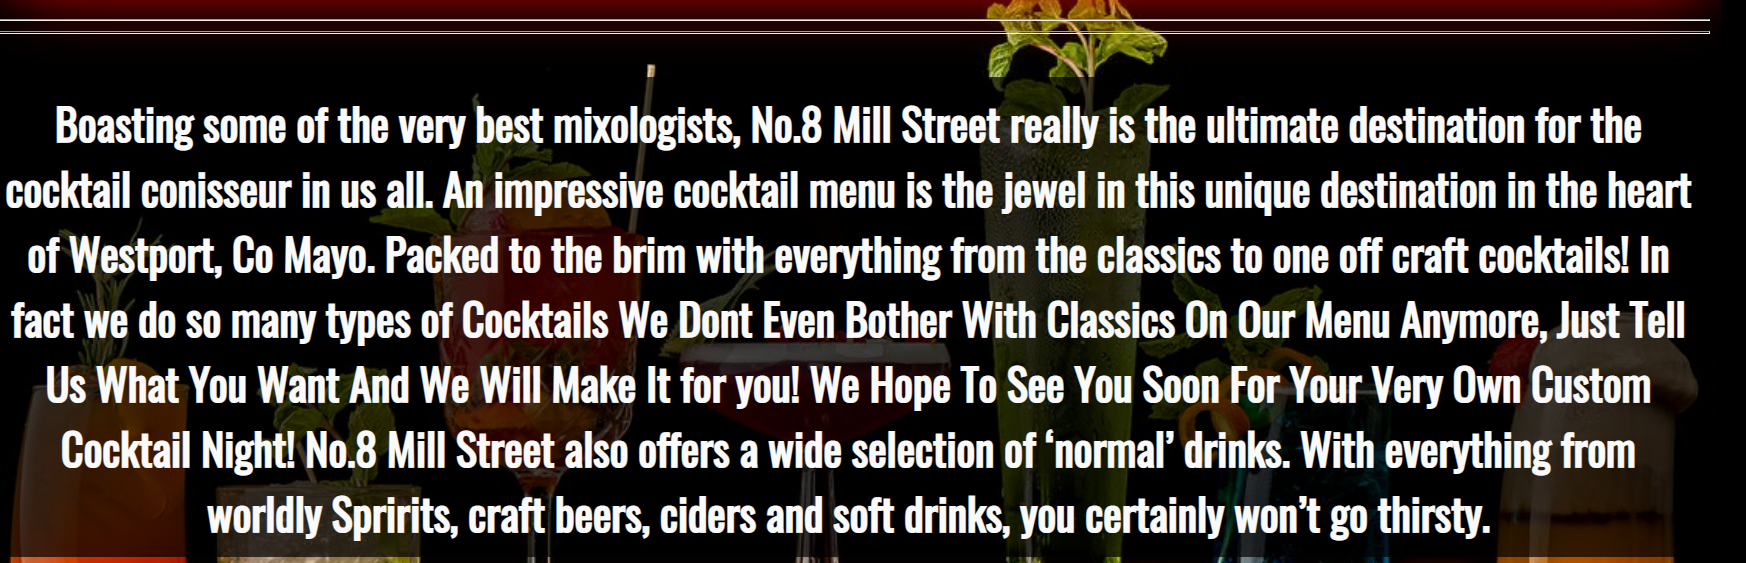 Boasting some of the very best mixologists, No.8 Mill Street really is the ultimate destination for the
cocktail conisseur in us all. An impressive cocktail menu is the jewel in this unique destination in the heart
of Westport, Co Mayo. Packed to the brim with everything from the classics to one off craft cocktails! In
fact we do so many types of Cocktails We Dont Even Bother With Classics On Our Menu Anymore, Just Tell
Us What You Want And We Will Make It for you! We Hope To See You Soon For Your Very Own Custom
Cocktail Night! No.8 Mill Street also offers a wide selection of ‘normal’ drinks. With everything from
worldly Spririts, craft beers, ciders and soft drinks, you certainly won’t go thirsty.